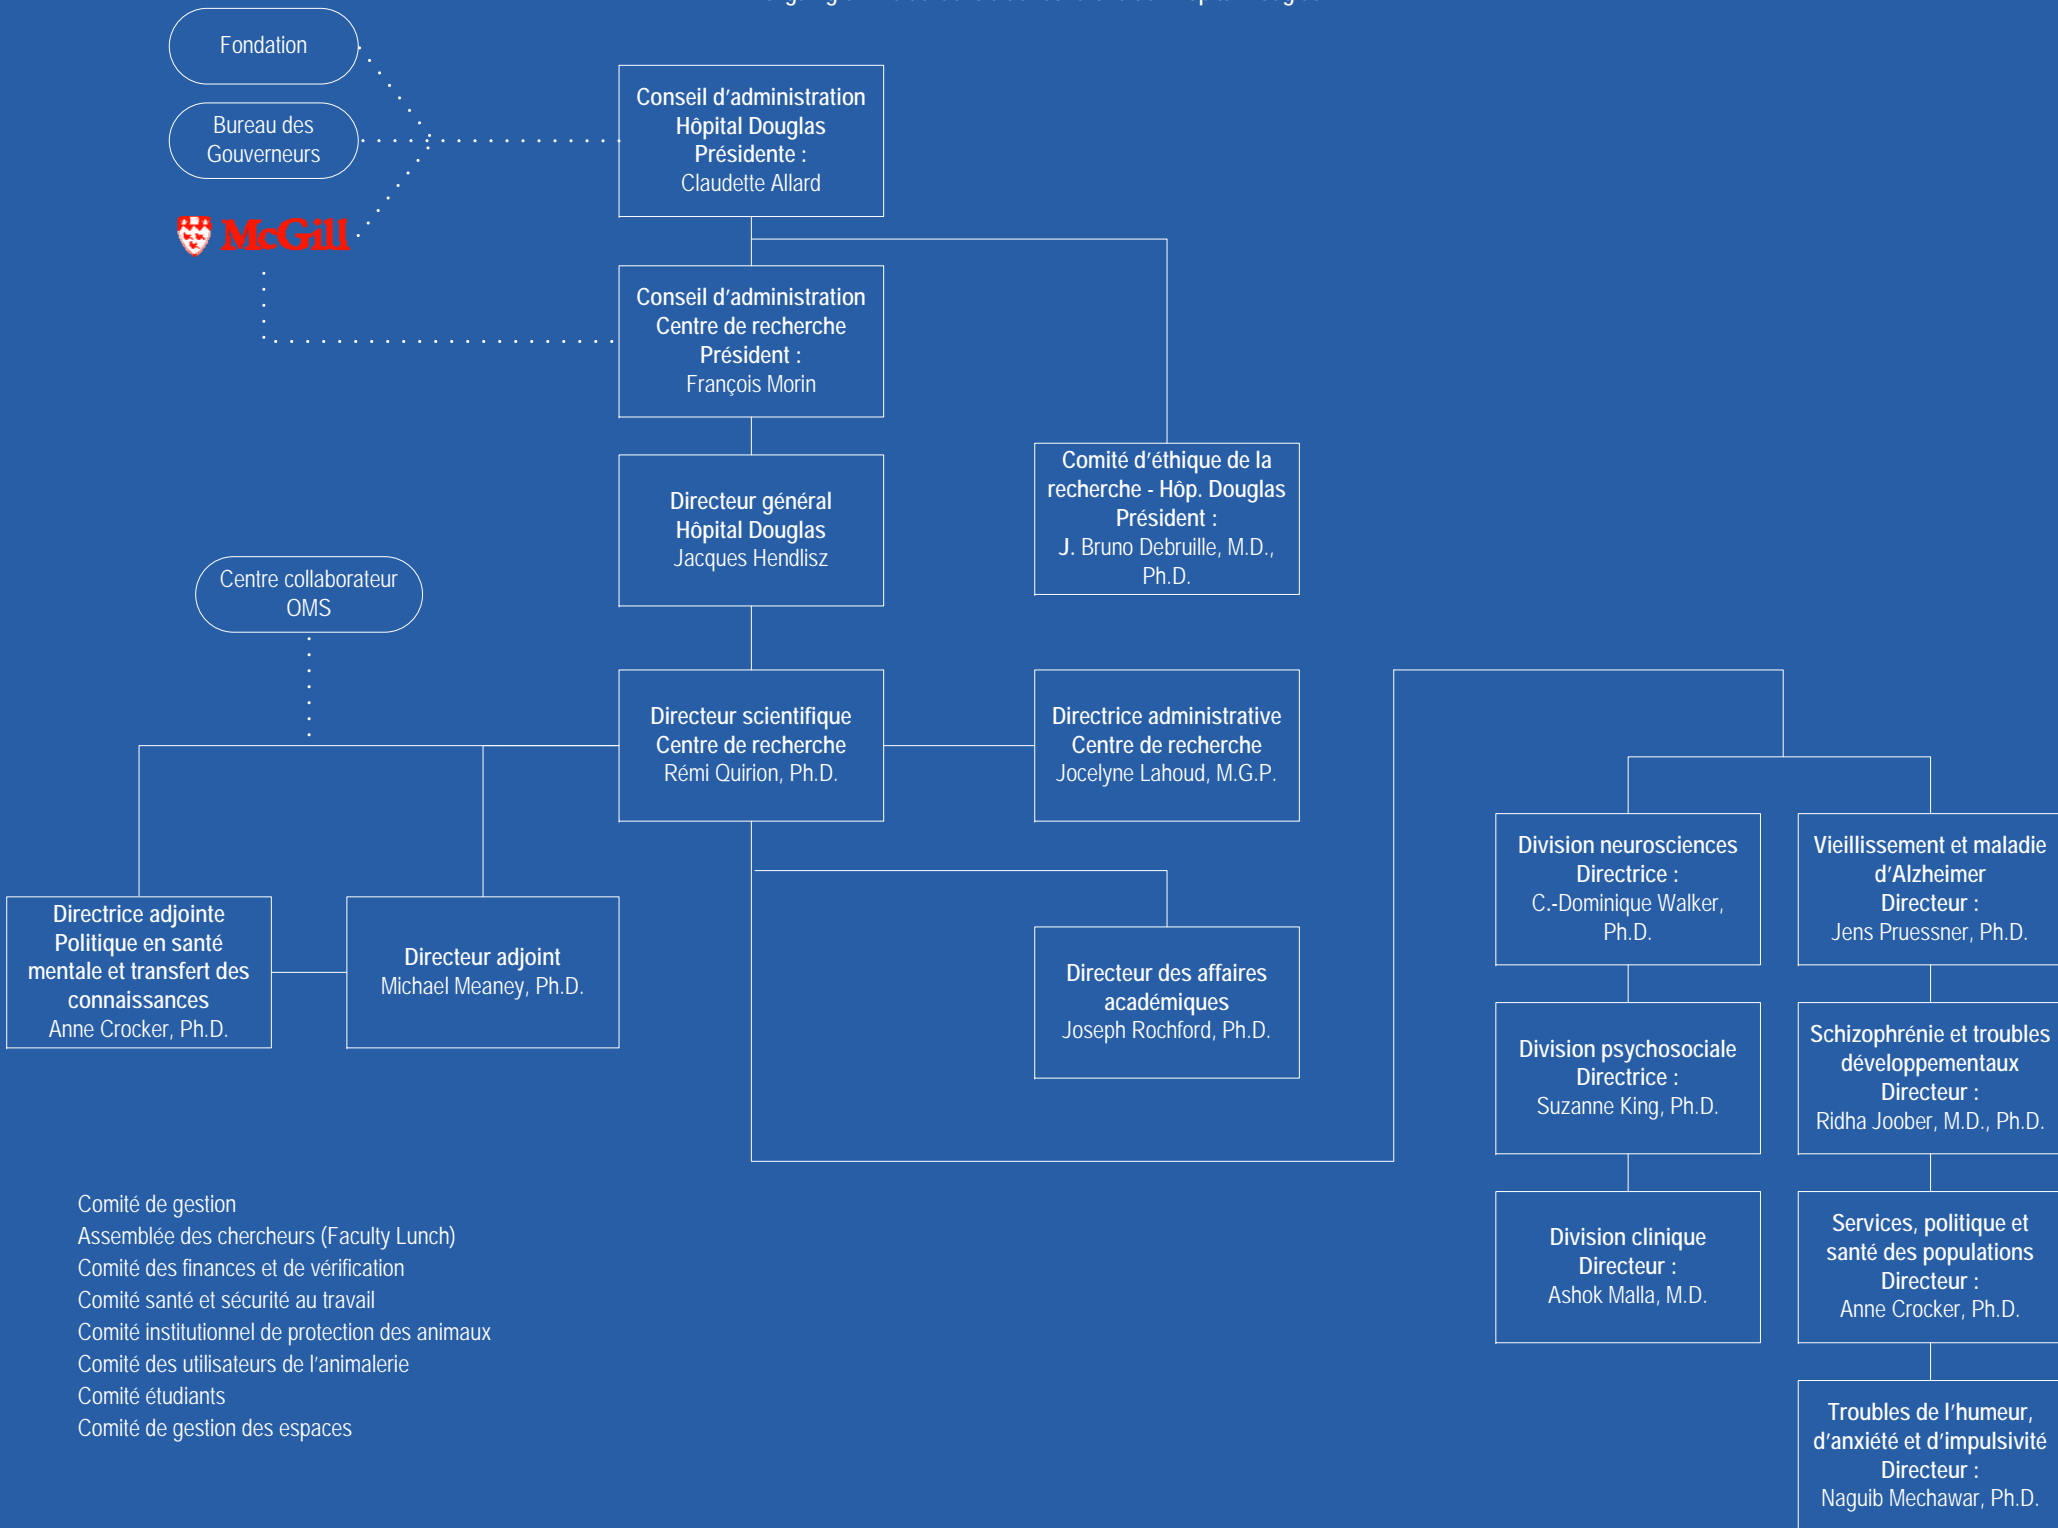 Fondation
Bureau des
Gouverneurs
McGill
Conseil d'administration
Hôpital Douglas
Présidente :
Claudette Allard
Conseil d'administration
Centre de recherche
Président :
François Morin
Directeur général
Hôpital Douglas
Jacques Hendlisz
Comité d'éthique de la
recherche - Hôp. Douglas
Président :
J. Bruno Debruille, M.D.,
Ph.D.
Centre collaborateur
OMS
Directeur scientifique
Centre de recherche
Rémi Quirion, Ph.D.
Directrice administrative
Centre de recherche
Jocelyne Lahoud, M.G.P.
Directrice adjointe
Politique en santé
mentale et transfert des
connaissances
Anne Crocker, Ph.D.
Directeur adjoint
Michael Meaney, Ph.D.
Directeur des affaires
académiques
Joseph Rochford, Ph.D.
Division neurosciences
Directrice :
C.-Dominique Walker,
Ph.D.
Division psychosociale
Directrice :
Suzanne King, Ph.D.
Division clinique
Directeur :
Ashok Malla, M.D.
Vieillissement et maladie
d'Alzheimer
Directeur :
Jens Pruessner, Ph.D.
Schizophrénie et troubles
développementaux
Directeur :
Ridha Joober, M.D., Ph.D.
Services, politique et
santé des populations
Directeur :
Anne Crocker, Ph.D.
Troubles de l'humeur,
d'anxiété et d'impulsivité
Directeur :
Naguib Mechawar, Ph.D.
Comité de gestion
Assemblée des chercheurs (Faculty Lunch)
Comité des finances et de vérification
Comité santé et sécurité au travail
Comité institutionnel de protection des animaux
Comité des utilisateurs de l'animalerie
Comité étudiants
Comité de gestion des espaces